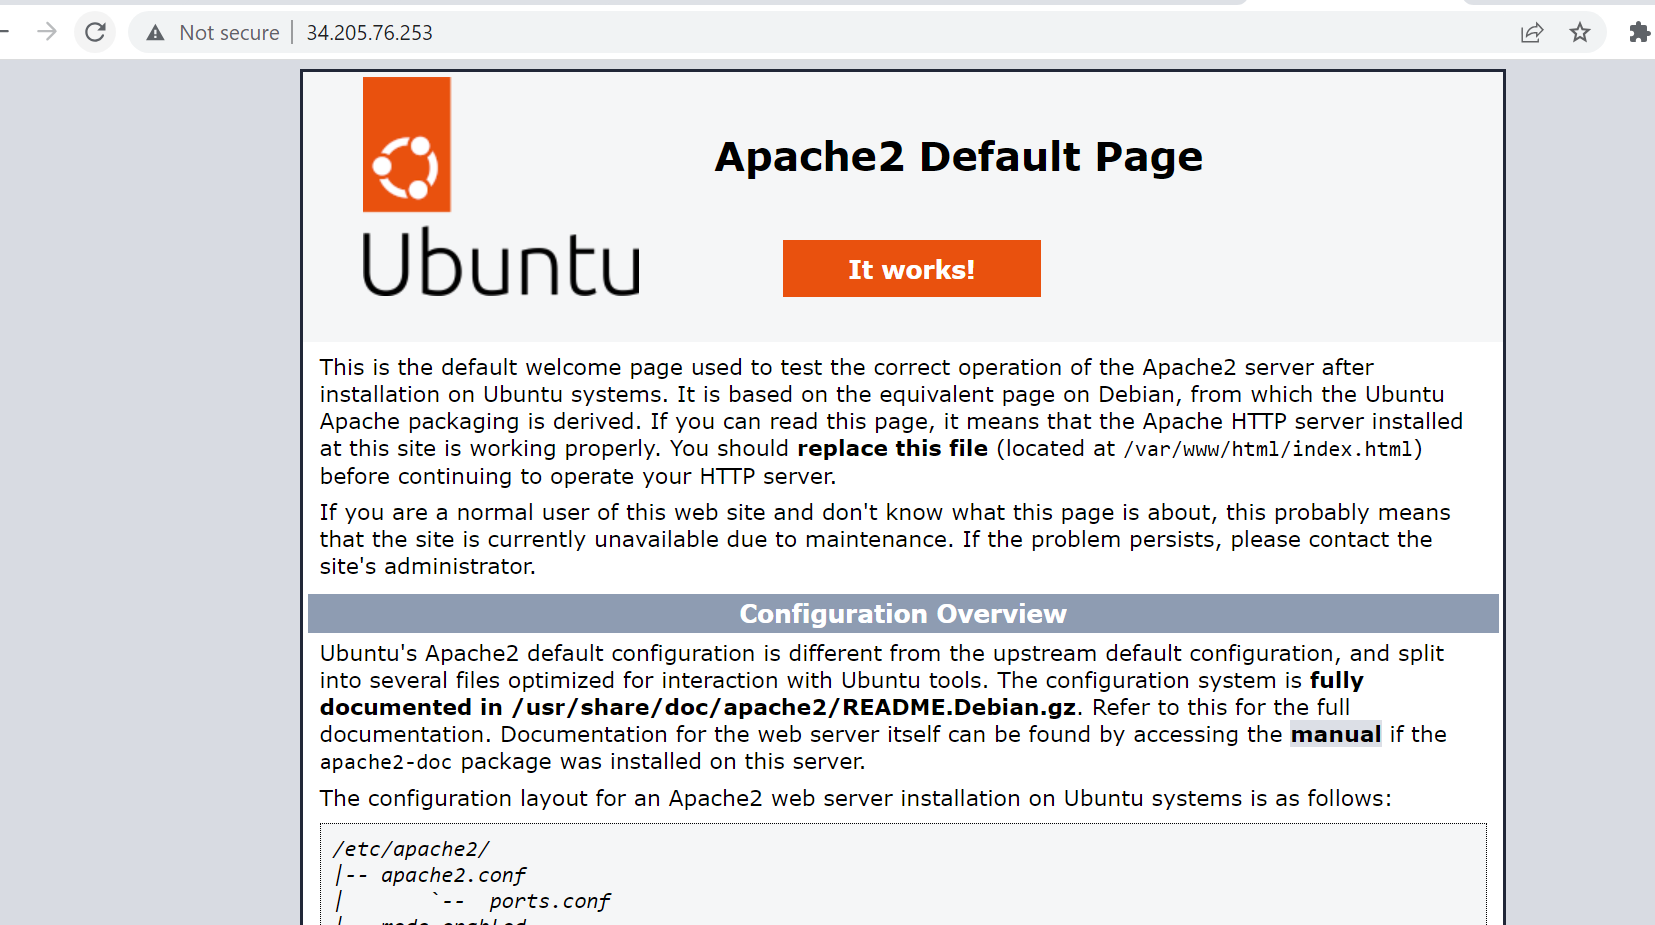 Not secure | 34.205.76.253
Apache2 Default Page
Ubuntu
It works!
This is the default welcome page used to test the correct operation of the Apache2 server after
installation on Ubuntu systems. It is based on the equivalent page on Debian, from which the Ubuntu
Apache packaging is derived. If you can read this page, it means that the Apache HTTP server installed
at this site is working properly. You should replace this file (located at /var/www/html/index.html)
before continuing to operate your HTTP server.
If you are a normal user of this web site and don't know what this page is about, this probably means
that the site is currently unavailable due to maintenance. If the problem persists, please contact the
site's administrator.
Configuration Overview
Ubuntu's Apache2 default configuration is different from the upstream default configuration, and split
into several files optimized for interaction with Ubuntu tools. The configuration system is fully
documented in /usr/share/doc/apache2/README.Debian.gz. Refer to this for the full
documentation. Documentation for the web server itself can be found by accessing the manual if the
apache2-doc package was installed on this server.
The configuration layout for an Apache2 web server installation on Ubuntu systems is as follows:
/etc/apache2/
|-- apache2.conf
|       `--  ports.conf
|-- mods-enabled